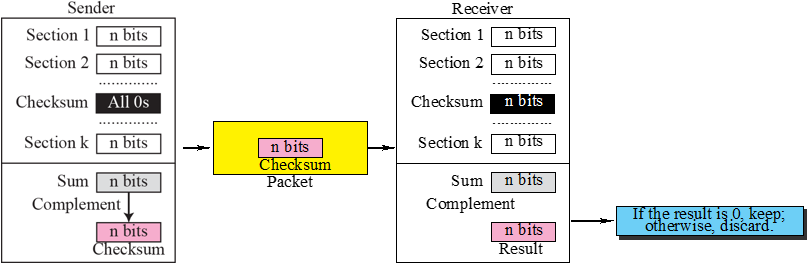 Sender
Section 1 n bits
Section 2 n bits
Checksum All 0s
Section k n bits
Sum n bits
Complement
n bits
Checksum
n bits
Checksum
Packet
Receiver
Section 1 n bits
Section 2 n bits
Checksum n bits
Section k n bits
Sum n bits
Complement
n bits
Result
If the result is 0, keep;
otherwise, discard.